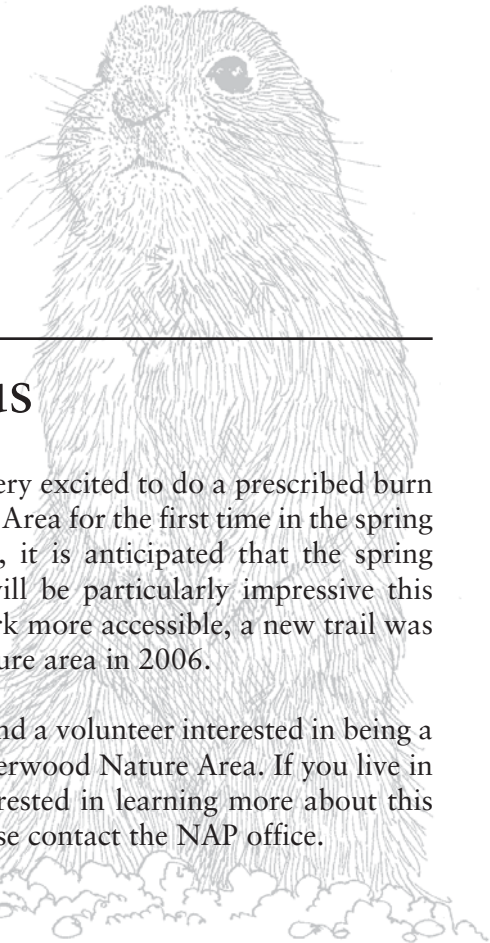 us
ery excited to do a prescribed burn
Area for the first time in the spring
, it is anticipated that the spring
ill be particularly impressive this
rk more accessible, a new trail was
ure area in 2006.
nd a volunteer interested in being a
erwood Nature Area. If you live in
rested in learning more about this
se contact the NAP office.